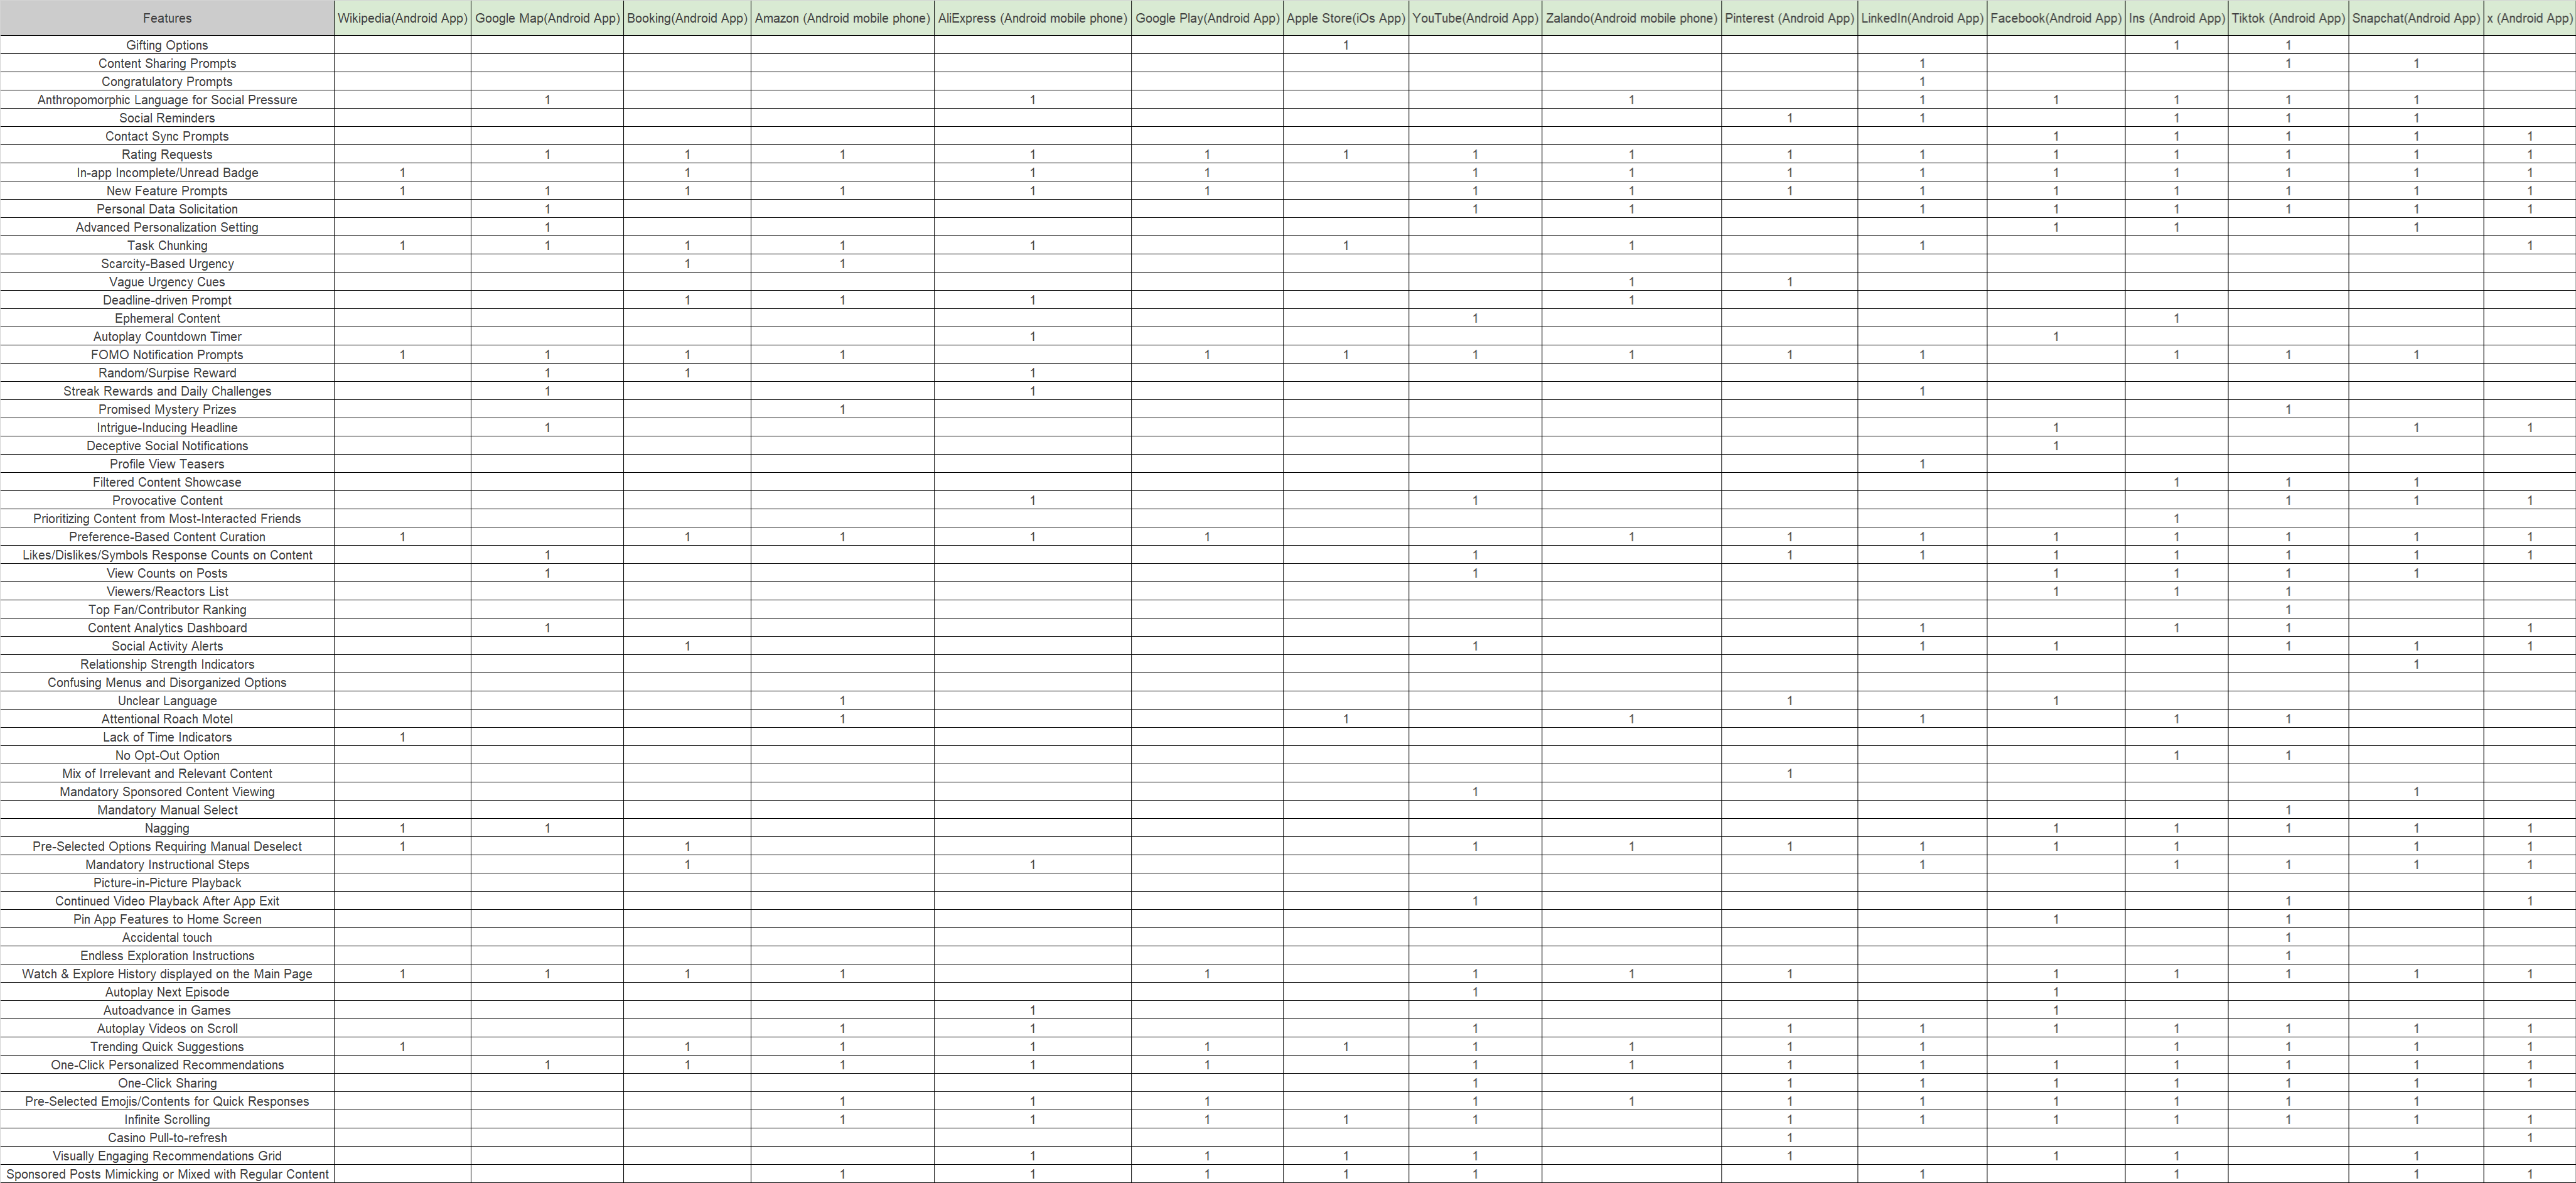 Features Wikipedia(Android App) Google Map(Android App) Booking(Android App) Amazon (Android mobile phone) AliExpress (Android mobile phone) Google Play(Android App) Apple Store(iOs App) YouTube(Android App) Zalando(Android mobile phone) Pinterest (Android App) LinkedIn(Android App) Facebook(Android App) Ins (Android App) Tiktok (Android App) Snapchat(Android App) x (Android App)
Gifting Options 1 1 1
Content Sharing Prompts 1 1 1
Congratulatory Prompts 1
Anthropomorphic Language for Social Pressure 1 1 1 1 1 1 1 1
Social Reminders 1 1 1 1 1
Contact Sync Prompts 1 1 1 1 1
Rating Requests 1 1 1 1 1 1 1 1 1 1 1 1 1 1 1
In-app Incomplete/Unread Badge 1 1 1 1 1 1 1 1 1 1 1 1 1
New Feature Prompts 1 1 1 1 1 1 1 1 1 1 1 1 1 1 1
Personal Data Solicitation 1 1 1 1 1 1 1 1 1
Advanced Personalization Setting 1 1 1 1
Task Chunking 1 1 1 1 1 1 1 1 1
Scarcity-Based Urgency 1 1
Vague Urgency Cues 1 1
Deadline-driven Prompt 1 1 1 1
Ephemeral Content 1 1
Autoplay Countdown Timer 1 1
FOMO Notification Prompts 1 1 1 1 1 1 1 1 1 1 1 1 1
Random/Surpise Reward 1 1 1
Streak Rewards and Daily Challenges 1 1 1
Promised Mystery Prizes 1 1
Intrigue-Inducing Headline 1 1 1 1
Deceptive Social Notifications 1
Profile View Teasers 1
Filtered Content Showcase 1 1 1
Provocative Content 1 1 1 1 1
Prioritizing Content from Most-Interacted Friends 1
Preference-Based Content Curation 1 1 1 1 1 1 1 1 1 1 1 1 1
Likes/Dislikes/Symbols Response Counts on Content 1 1 1 1 1 1 1 1 1
View Counts on Posts 1 1 1 1 1 1
Viewers/Reactors List 1 1 1
Top Fan/Contributor Ranking 1
Content Analytics Dashboard 1 1 1 1 1
Social Activity Alerts 1 1 1 1 1 1 1
Relationship Strength Indicators 1
Confusing Menus and Disorganized Options
Unclear Language 1 1 1
Attentional Roach Motel 1 1 1 1 1 1
Lack of Time Indicators 1
No Opt-Out Option 1 1
Mix of Irrelevant and Relevant Content 1
Mandatory Sponsored Content Viewing 1 1
Mandatory Manual Select 1
Nagging 1 1 1 1 1 1 1
Pre-Selected Options Requiring Manual Deselect 1 1 1 1 1 1 1 1 1 1
Mandatory Instructional Steps 1 1 1 1 1 1 1
Picture-in-Picture Playback
Continued Video Playback After App Exit 1 1 1
Pin App Features to Home Screen 1 1
Accidental touch 1
Endless Exploration Instructions 1
Watch & Explore History displayed on the Main Page 1 1 1 1 1 1 1 1 1 1 1 1 1
Autoplay Next Episode 1 1
Autoadvance in Games 1 1
Autoplay Videos on Scroll 1 1 1 1 1 1 1 1 1 1
Trending Quick Suggestions 1 1 1 1 1 1 1 1 1 1 1 1 1 1
One-Click Personalized Recommendations 1 1 1 1 1 1 1 1 1 1 1 1 1 1
One-Click Sharing 1 1 1 1 1 1 1 1
Pre-Selected Emojis/Contents for Quick Responses 1 1 1 1 1 1 1 1 1 1 1
Infinite Scrolling 1 1 1 1 1 1 1 1 1 1 1 1
Casino Pull-to-refresh 1 1
Visually Engaging Recommendations Grid 1 1 1 1 1 1 1 1
Sponsored Posts Mimicking or Mixed with Regular Content 1 1 1 1 1 1 1 1 1